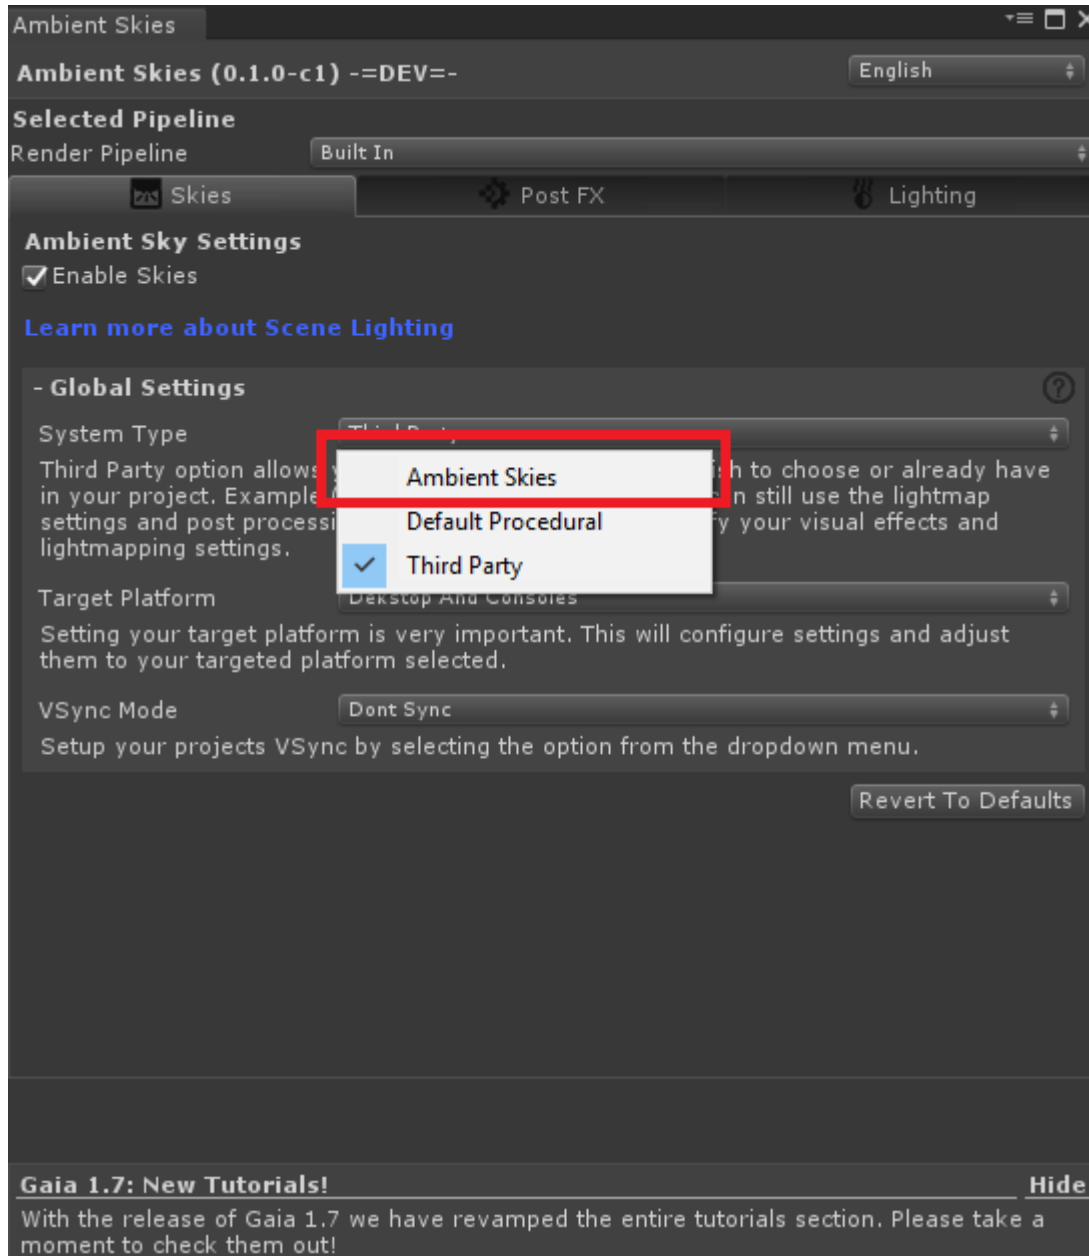 Ambient Skies
Ambient Skies (0.1.0-c1) -=DEV=-
English
Selected Pipeline
Render Pipeline
Built In
Skies
Post FX
Lighting
Ambient Sky Settings
Enable Skies
Learn more about Scene Lighting
- Global Settings
System Type
Third Party
Third Party option allows
sh to choose or already have
in your project. Example
n still use the lightmap
settings and post processi
fy your visual effects and
lightmapping settings.
Ambient Skies
Default Procedural
Third Party
Target Platform
Dekstop And Consoles
Setting your target platform is very important. This will configure settings and adjust
them to your targeted platform selected.
VSync Mode
Dont Sync
Setup your projects VSync by selecting the option from the dropdown menu.
Revert To Defaults
Gaia 1.7: New Tutorials!
Hide
With the release of Gaia 1.7 we have revamped the entire tutorials section. Please take a
moment to check them out!